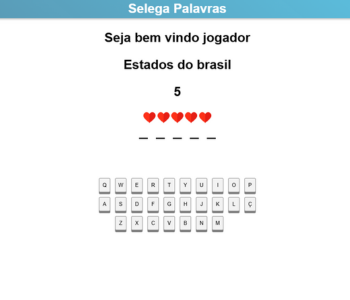 Selega Palavras
Seja bem vindo jogador
Estados do brasil
5
_ _ _ _ _
Q W E R T Y U I O P
A S D F G H J K L Ç
Z X C V B N M